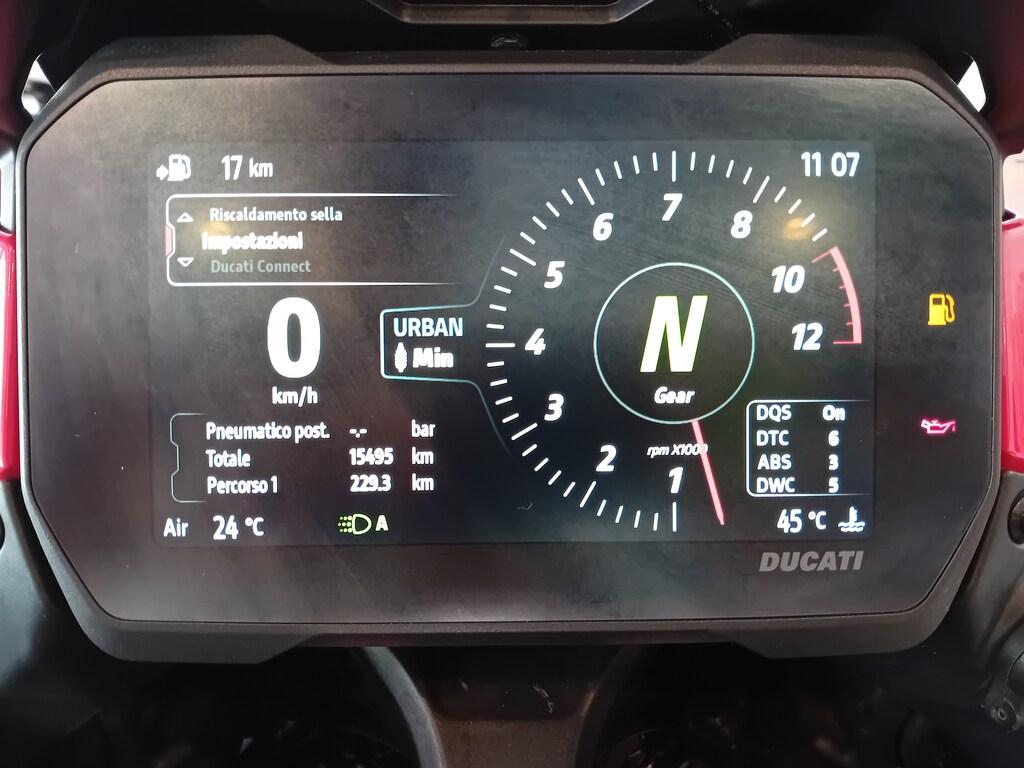 17 km
11 07
Riscaldamento sella
Impostazioni
Ducati Connect
0
km/h
URBAN
Min
Pneumatico post. -.- bar
Totale 15495 km
Percorso 1 229.3 km
Air 24 °C
A
1
2
3
4
5
6
7
8
10
12
N
Gear
rpm X1000
DQS On
DTC 6
ABS 3
DWC 5
45 °C
DUCATI